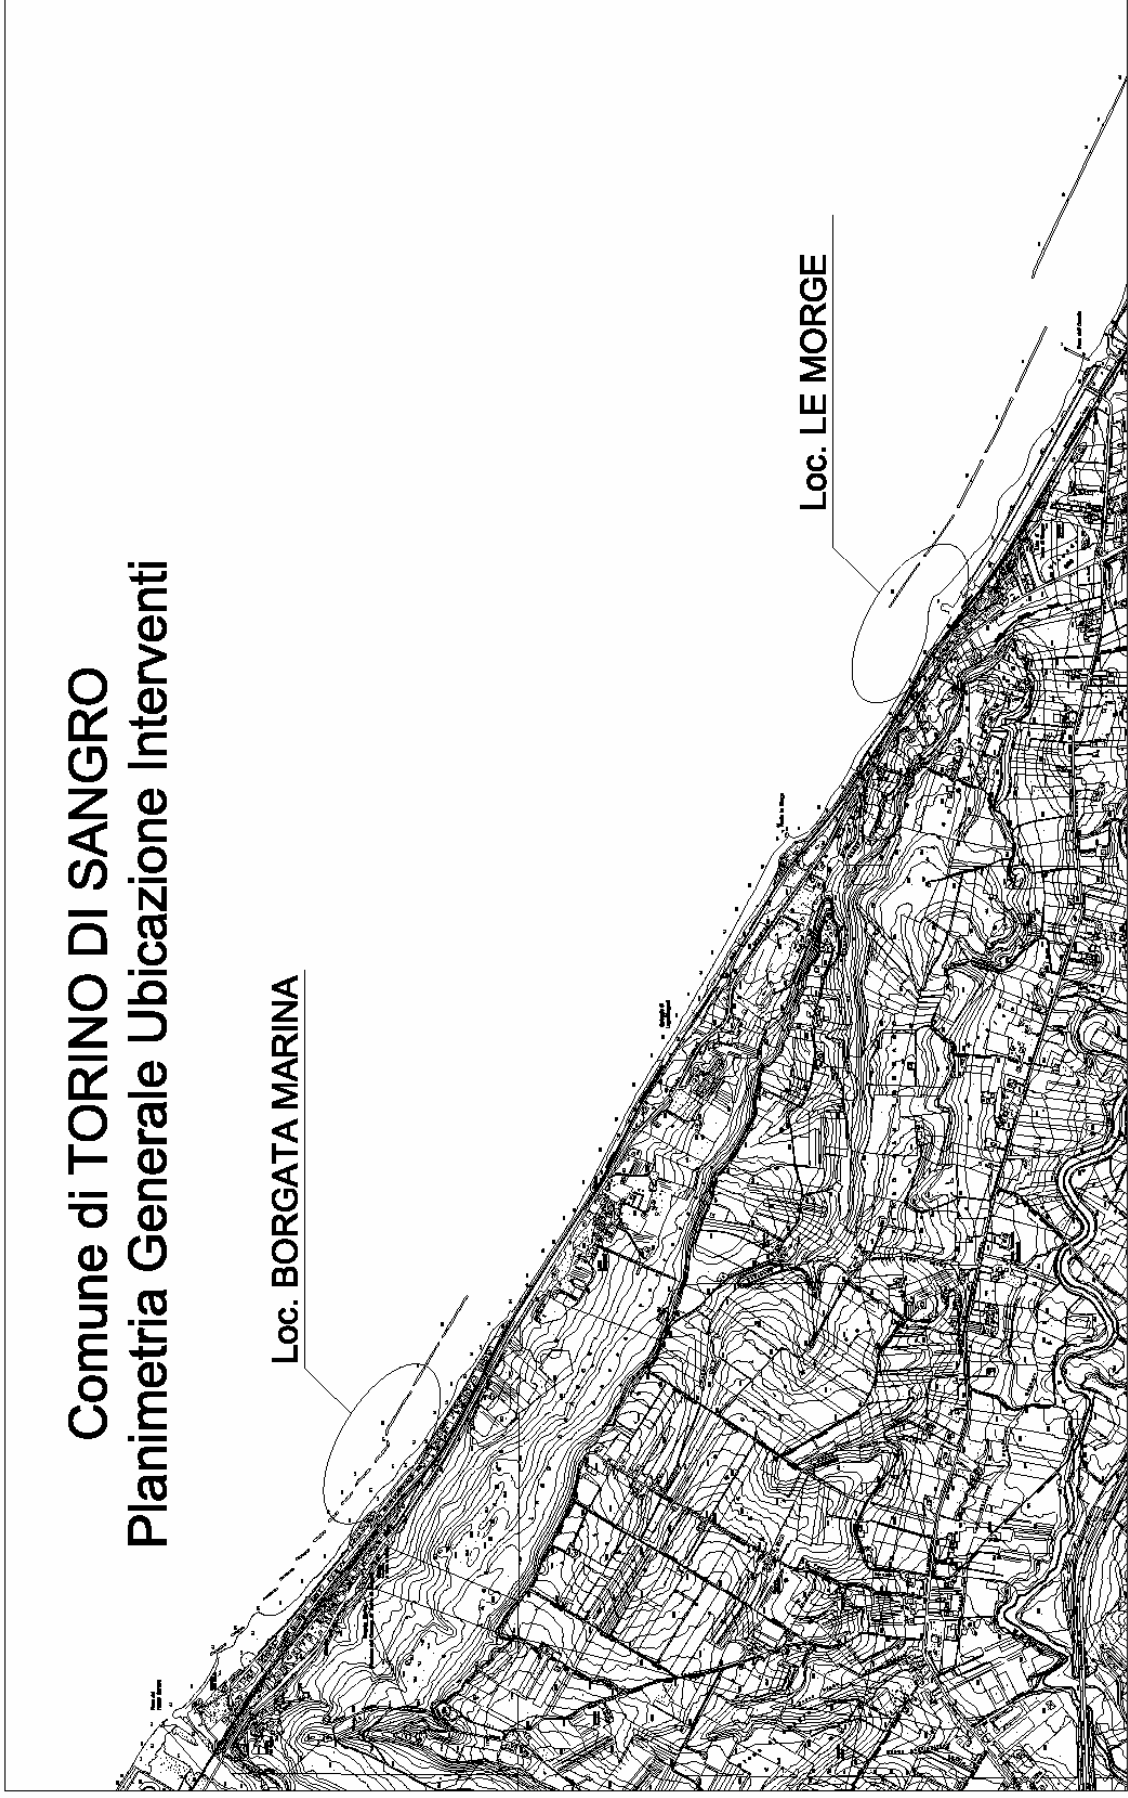 Comune di TORINO DI SANGRO
Planimetria Generale Ubicazione Interventi
Loc. BORGATA MARINA
Loc. LE MORGE